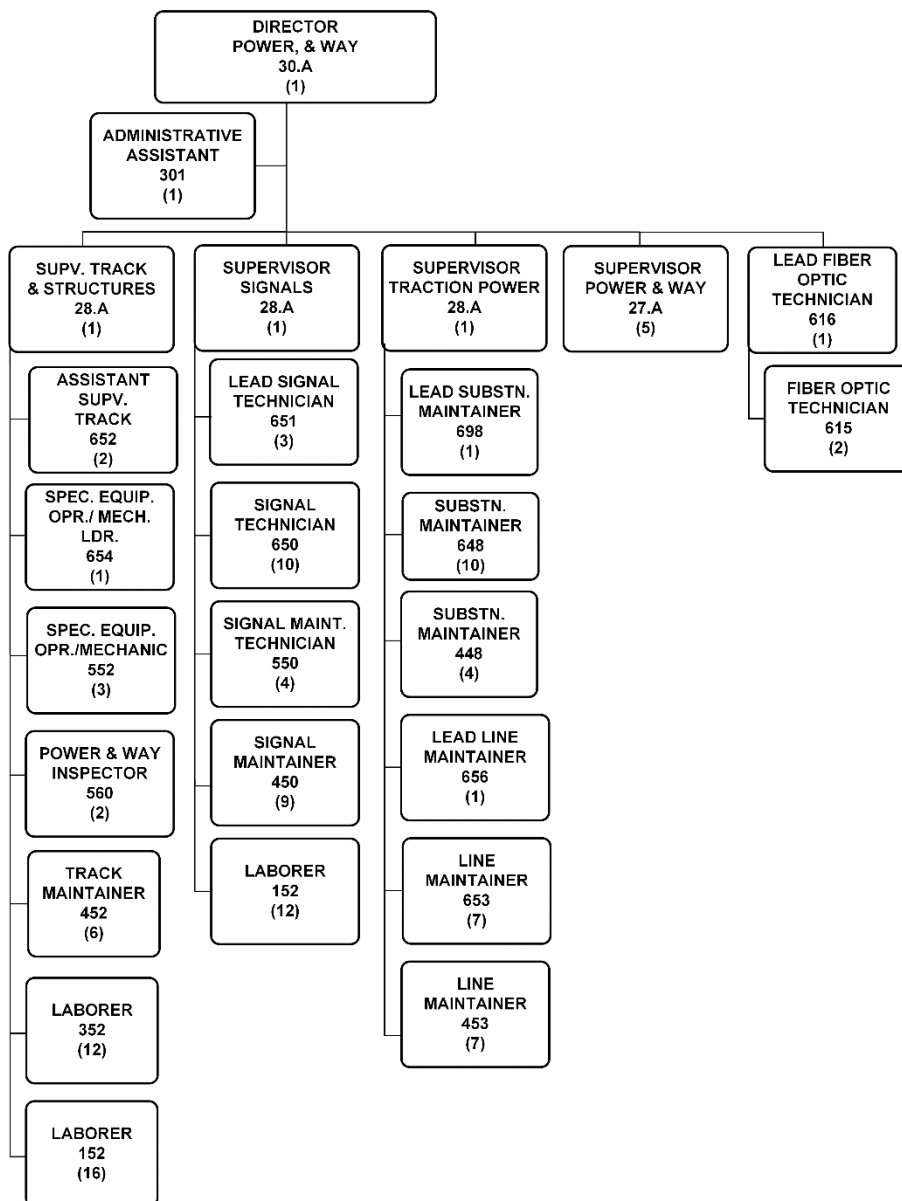 DIRECTOR
POWER, & WAY
30.A
(1)
ADMINISTRATIVE
ASSISTANT
301
(1)
SUPV. TRACK
& STRUCTURES
28.A
(1)
SUPERVISOR
SIGNALS
28.A
(1)
SUPERVISOR
TRACTION POWER
28.A
(1)
SUPERVISOR
POWER & WAY
27.A
(5)
LEAD FIBER
OPTIC
TECHNICIAN
616
(1)
ASSISTANT
SUPV.
TRACK
652
(2)
SPEC. EQUIP.
OPR./ MECH.
LDR.
654
(1)
SPEC. EQUIP.
OPR./MECHANIC
552
(3)
POWER & WAY
INSPECTOR
560
(2)
TRACK
MAINTAINER
452
(6)
LABORER
352
(12)
LABORER
152
(16)
LEAD SIGNAL
TECHNICIAN
651
(3)
SIGNAL
TECHNICIAN
650
(10)
SIGNAL MAINT.
TECHNICIAN
550
(4)
SIGNAL
MAINTAINER
450
(9)
LABORER
152
(12)
LEAD SUBSTN.
MAINTAINER
698
(1)
SUBSTN.
MAINTAINER
648
(10)
SUBSTN.
MAINTAINER
448
(4)
LEAD LINE
MAINTAINER
656
(1)
LINE
MAINTAINER
653
(7)
LINE
MAINTAINER
453
(7)
FIBER OPTIC
TECHNICIAN
615
(2)